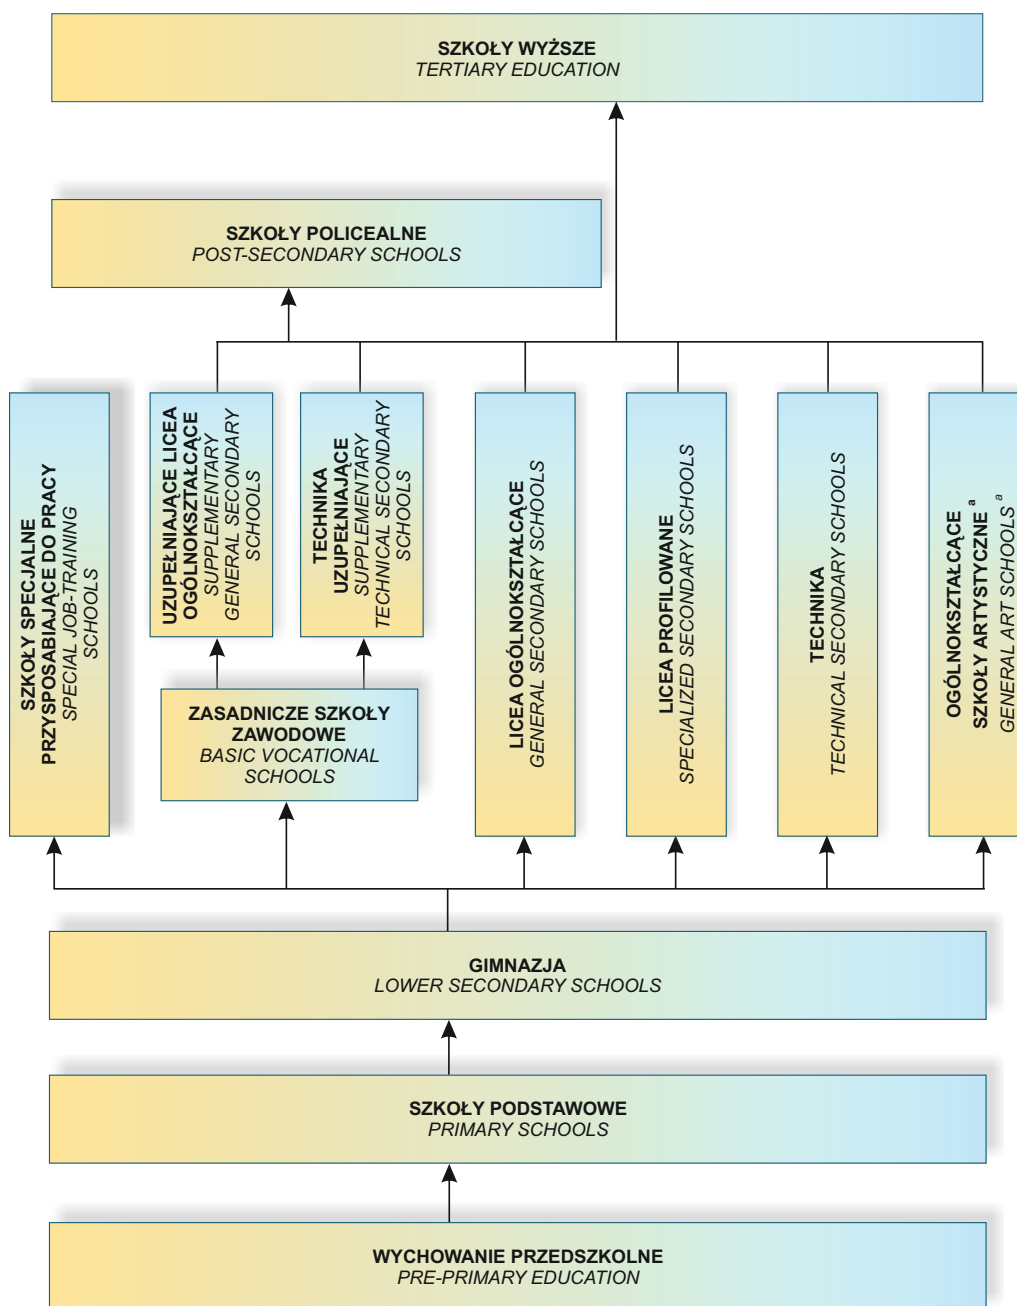 SZKOŁY WYŻSZE
TERTIARY EDUCATION
SZKOŁY POLICEALNE
POST-SECONDARY SCHOOLS
SZKOŁY SPECJALNE
PRZYSPOSABIAJĄCE DO PRACY
SPECIAL JOB-TRAINING
SCHOOLS
UZUPEŁNIAJĄCE LICEA
OGÓLNOKSZTAŁCĄCE
SUPPLEMENTARY
GENERAL SECONDARY
SCHOOLS
TECHNIKA
UZUPEŁNIAJĄCE
SUPPLEMENTARY
TECHNICAL SECONDARY
SCHOOLS
ZASADNICZE SZKOŁY
ZAWODOWE
BASIC VOCATIONAL
SCHOOLS
LICEA OGÓLNOKSZTAŁCĄCE
GENERAL SECONDARY SCHOOLS
LICEA PROFILOWANE
SPECIALIZED SECONDARY SCHOOLS
TECHNIKA
TECHNICAL SECONDARY SCHOOLS
OGÓLNOKSZTAŁCĄCE
SZKOŁY ARTYSTYCZNE a
GENERAL ART SCHOOLS a
GIMNAZJA
LOWER SECONDARY SCHOOLS
SZKOŁY PODSTAWOWE
PRIMARY SCHOOLS
WYCHOWANIE PRZEDSZKOLNE
PRE-PRIMARY EDUCATION